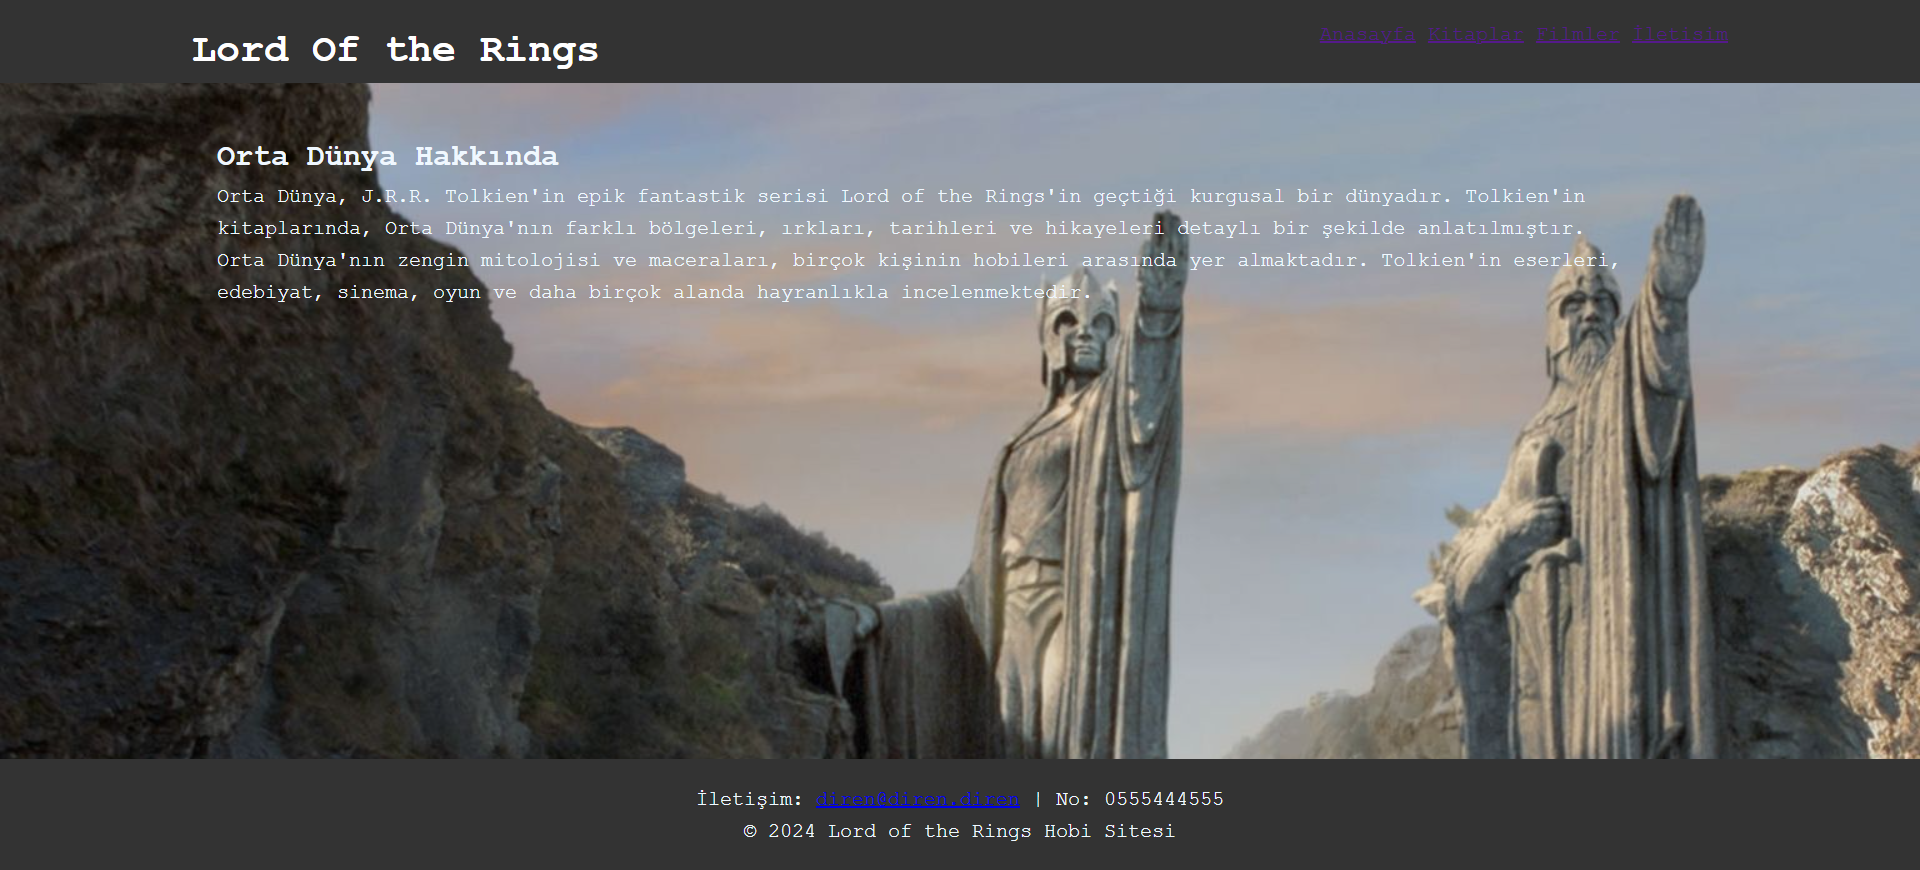 Lord Of the Rings
Anasayfa Kitaplar Filmler İletisim
Orta Dünya Hakkında
Orta Dünya, J.R.R. Tolkien'in epik fantastik serisi Lord of the Rings'in geçtiği kurgusal bir dünyadır. Tolkien'in
kitaplarında, Orta Dünya'nın farklı bölgeleri, ırkları, tarihleri ve hikayeleri detaylı bir şekilde anlatılmıştır.
Orta Dünya'nın zengin mitolojisi ve maceraları, birçok kişinin hobileri arasında yer almaktadır. Tolkien'in eserleri,
edebiyat, sinema, oyun ve daha birçok alanda hayranlıkla incelenmektedir.
İletişim: diren@diren.diren | No: 0555444555
© 2024 Lord of the Rings Hobi Sitesi